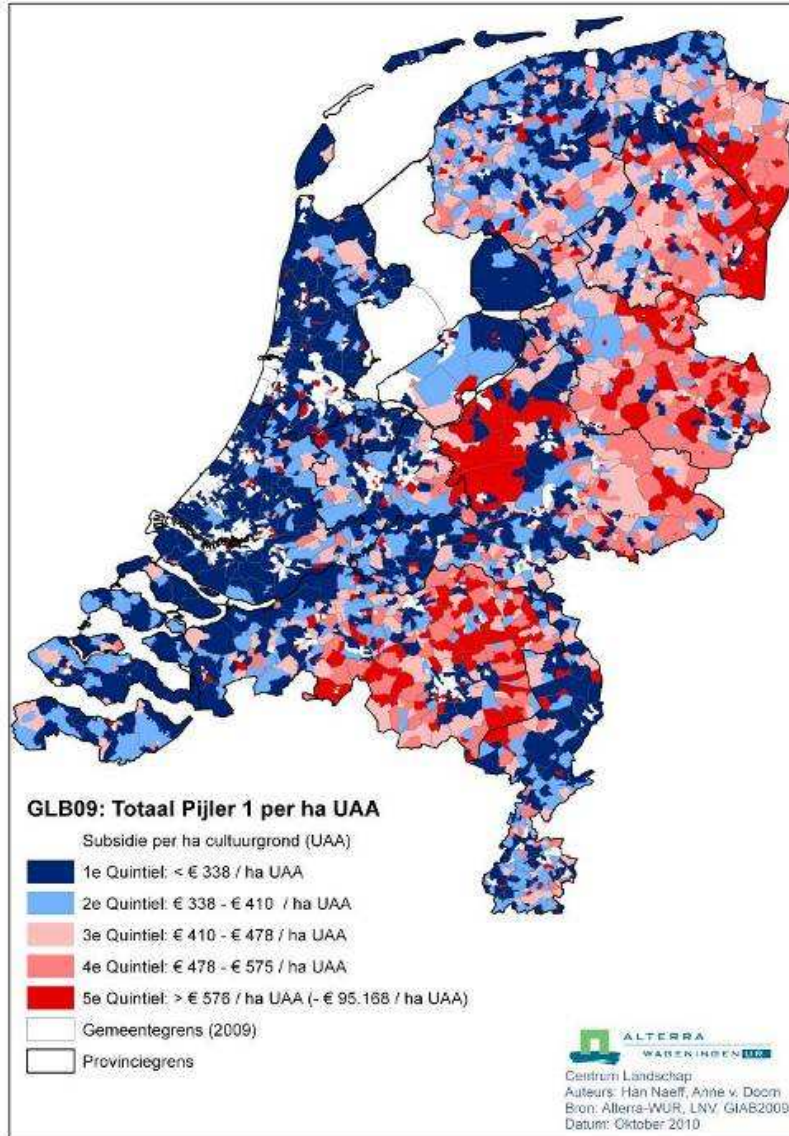 GLB09: Totaal Pijler 1 per ha UAA
Subsidie per ha cultuurgrond (UAA)
1e Quintiel: < € 338 / ha UAA
2e Quintiel: € 338 - € 410 / ha UAA
3e Quintiel: € 410 - € 478 / ha UAA
4e Quintiel: € 478 - € 575 / ha UAA
5e Quintiel: > € 576 / ha UAA (- € 95.168 / ha UAA)
Gemeentegrens (2009)
Provinciegrens
ALTERRA
WAGENINGEN UR
Centrum Landschap
Auteurs: Han Naeff, Anne v. Doorn
Bron: Alterra-WUR, LNV. GIAB2009
Datum: Oktober 2010